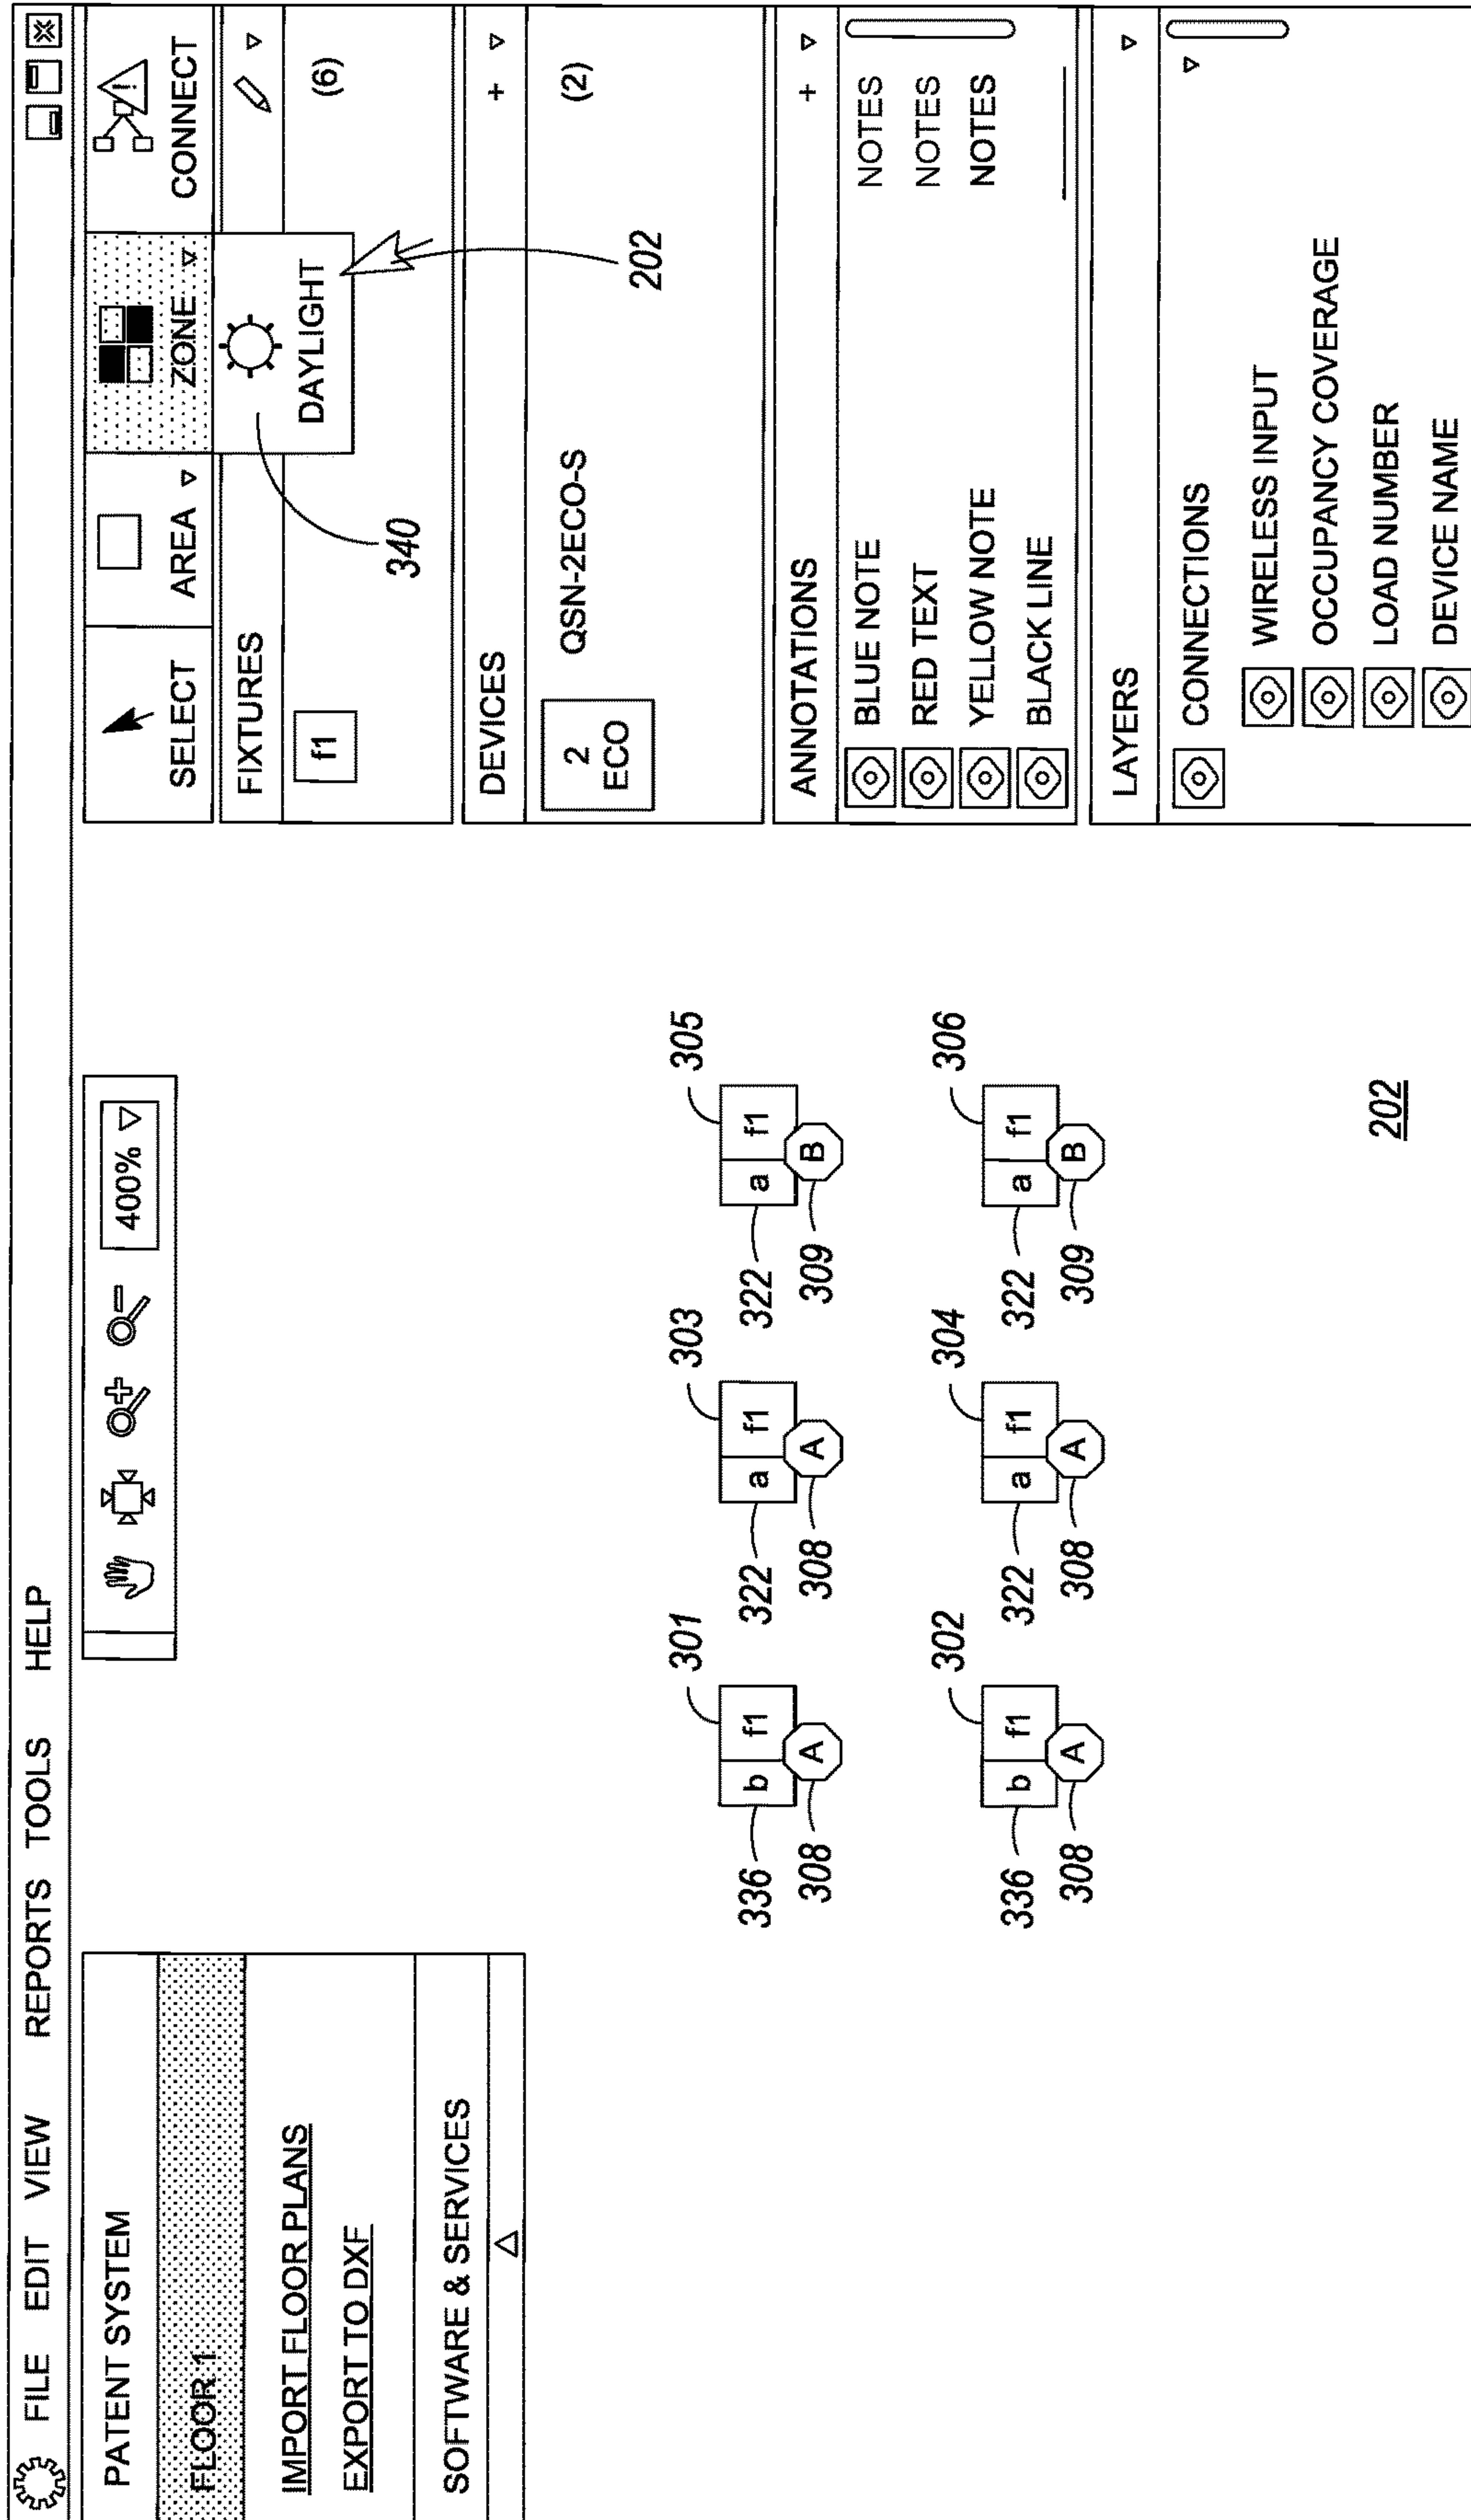 FILE EDIT VIEW REPORTS TOOLS HELP
PATENT SYSTEM
FLOOR 1
IMPORT FLOOR PLANS
EXPORT TO DXF
SOFTWARE & SERVICES
400%
SELECT AREA ZONE CONNECT
FIXTURES
f1 (6)
DAYLIGHT
340
202
DEVICES +
2
ECO
QSN-2ECO-S (2)
ANNOTATIONS +
BLUE NOTE NOTES
RED TEXT NOTES
YELLOW NOTE NOTES
BLACK LINE
LAYERS
CONNECTIONS
WIRELESS INPUT
OCCUPANCY COVERAGE
LOAD NUMBER
DEVICE NAME
301 303 305
b f1 a f1 a f1
336 322 322
A A B
308 308 309
302 304 306
b f1 a f1 a f1
336 322 322
A A B
308 308 309
202